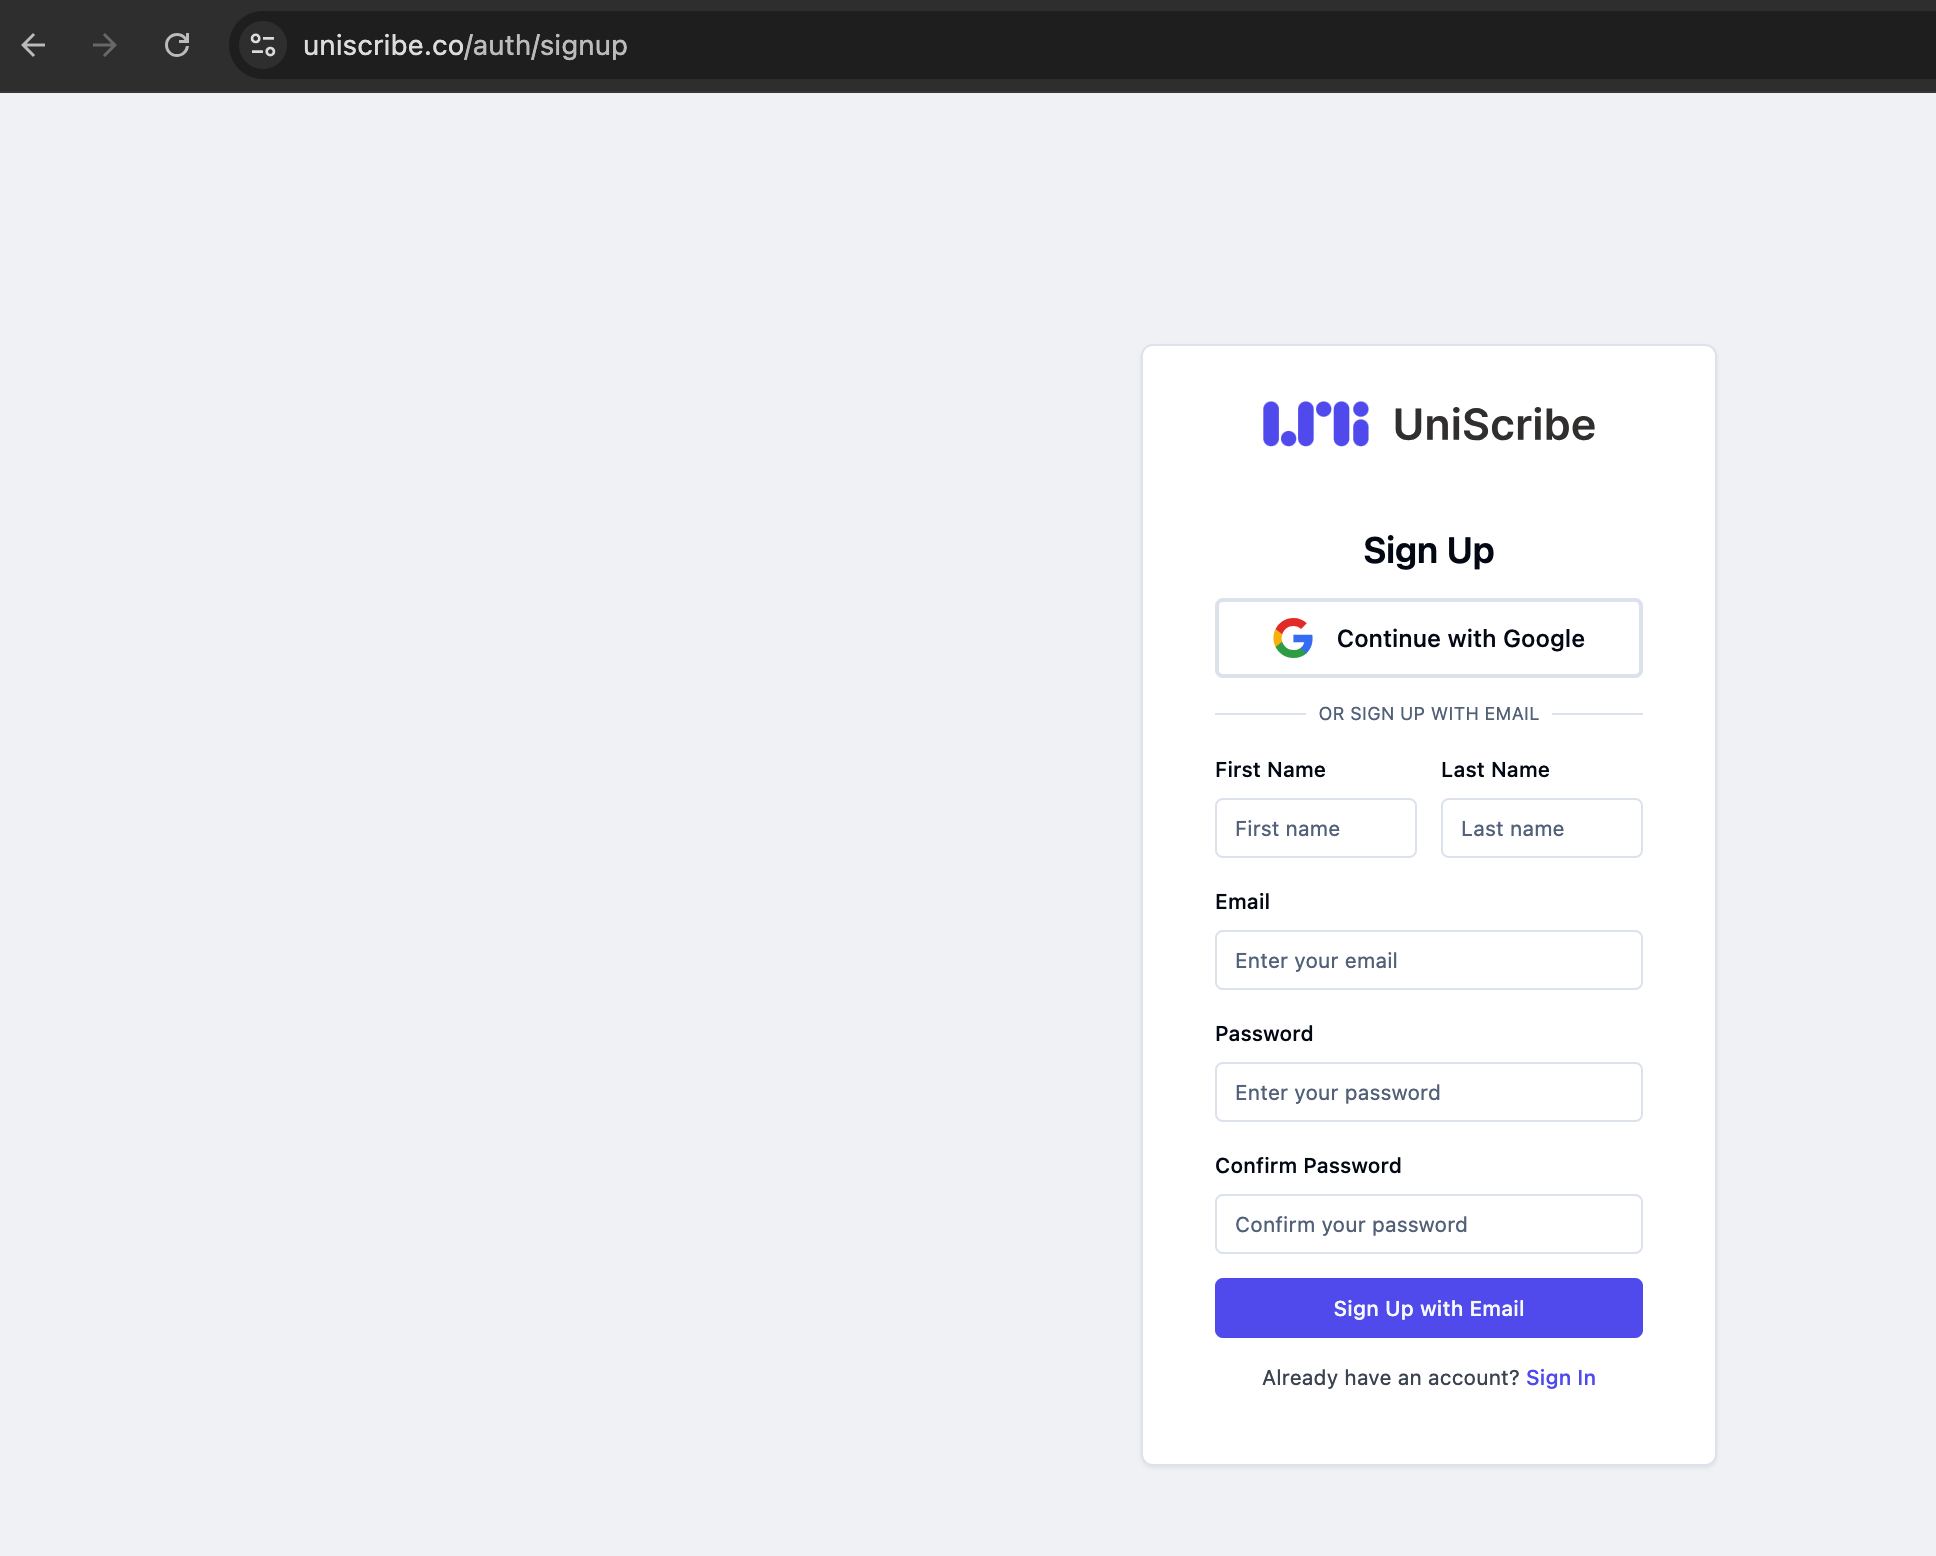 uniscribe.co/auth/signup
UniScribe
Sign Up
Continue with Google
OR SIGN UP WITH EMAIL
First Name
Last Name
First name
Last name
Email
Enter your email
Password
Enter your password
Confirm Password
Confirm your password
Sign Up with Email
Already have an account? Sign In